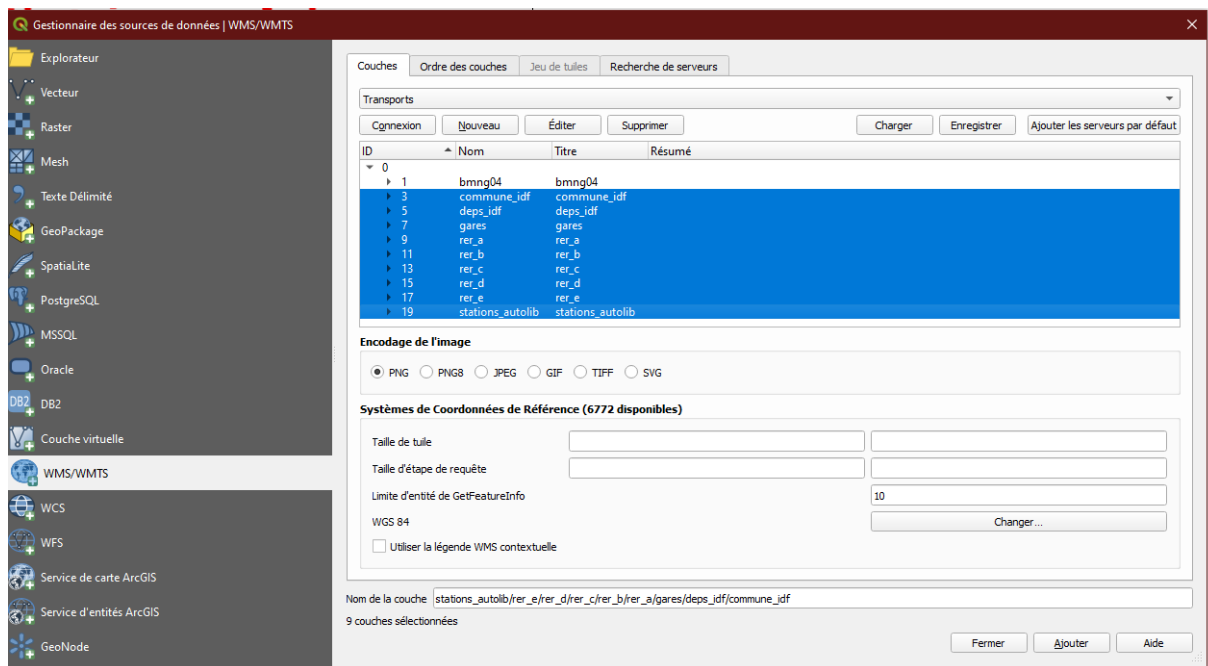 Gestionnaire des sources de données | WMS/WMTS
Explorateur
Vecteur
Raster
Mesh
Texte Délimité
GeoPackage
SpatiaLite
PostgreSQL
MSSQL
Oracle
DB2
DB2
Couche virtuelle
WMS/WMTS
WCS
WFS
Service de carte ArcGIS
Service d'entités ArcGIS
GeoNode
Couches Ordre des couches Jeu de tuiles Recherche de serveurs
Transports
Connexion Nouveau Éditer Supprimer Charger Enregistrer Ajouter les serveurs par défaut
ID Nom Titre Résumé
0
1 bmng04 bmng04
3 commune_idf commune_idf
5 deps_idf deps_idf
7 gares gares
9 rer_a rer_a
11 rer_b rer_b
13 rer_c rer_c
15 rer_d rer_d
17 rer_e rer_e
19 stations_autolib stations_autolib
Encodage de l'image
PNG PNG8 JPEG GIF TIFF SVG
Systèmes de Coordonnées de Référence (6772 disponibles)
Taille de tuile
Taille d'étape de requête
Limite d'entité de GetFeatureInfo 10
WGS 84 Changer...
Utiliser la légende WMS contextuelle
Nom de la couche stations_autolib/rer_e/rer_d/rer_c/rer_b/rer_a/gares/deps_idf/commune_idf
9 couches sélectionnées
Fermer Ajouter Aide